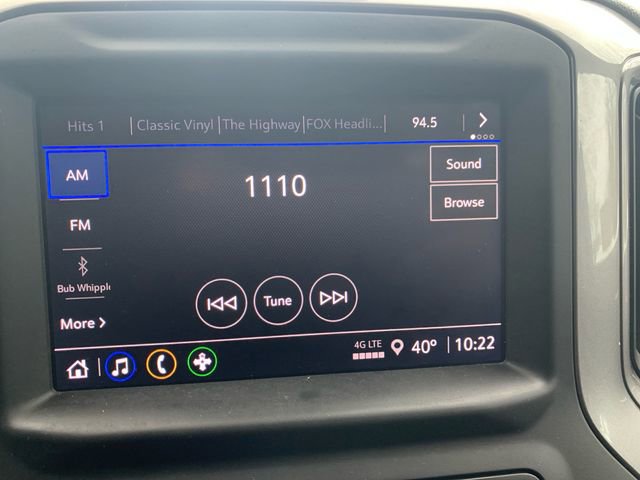 Hits 1 Classic Vinyl The Highway FOX Headli... 94.5
AM
1110
Sound
FM
Browse
Bub Whippl
Tune
More
4G LTE
40° 10:22